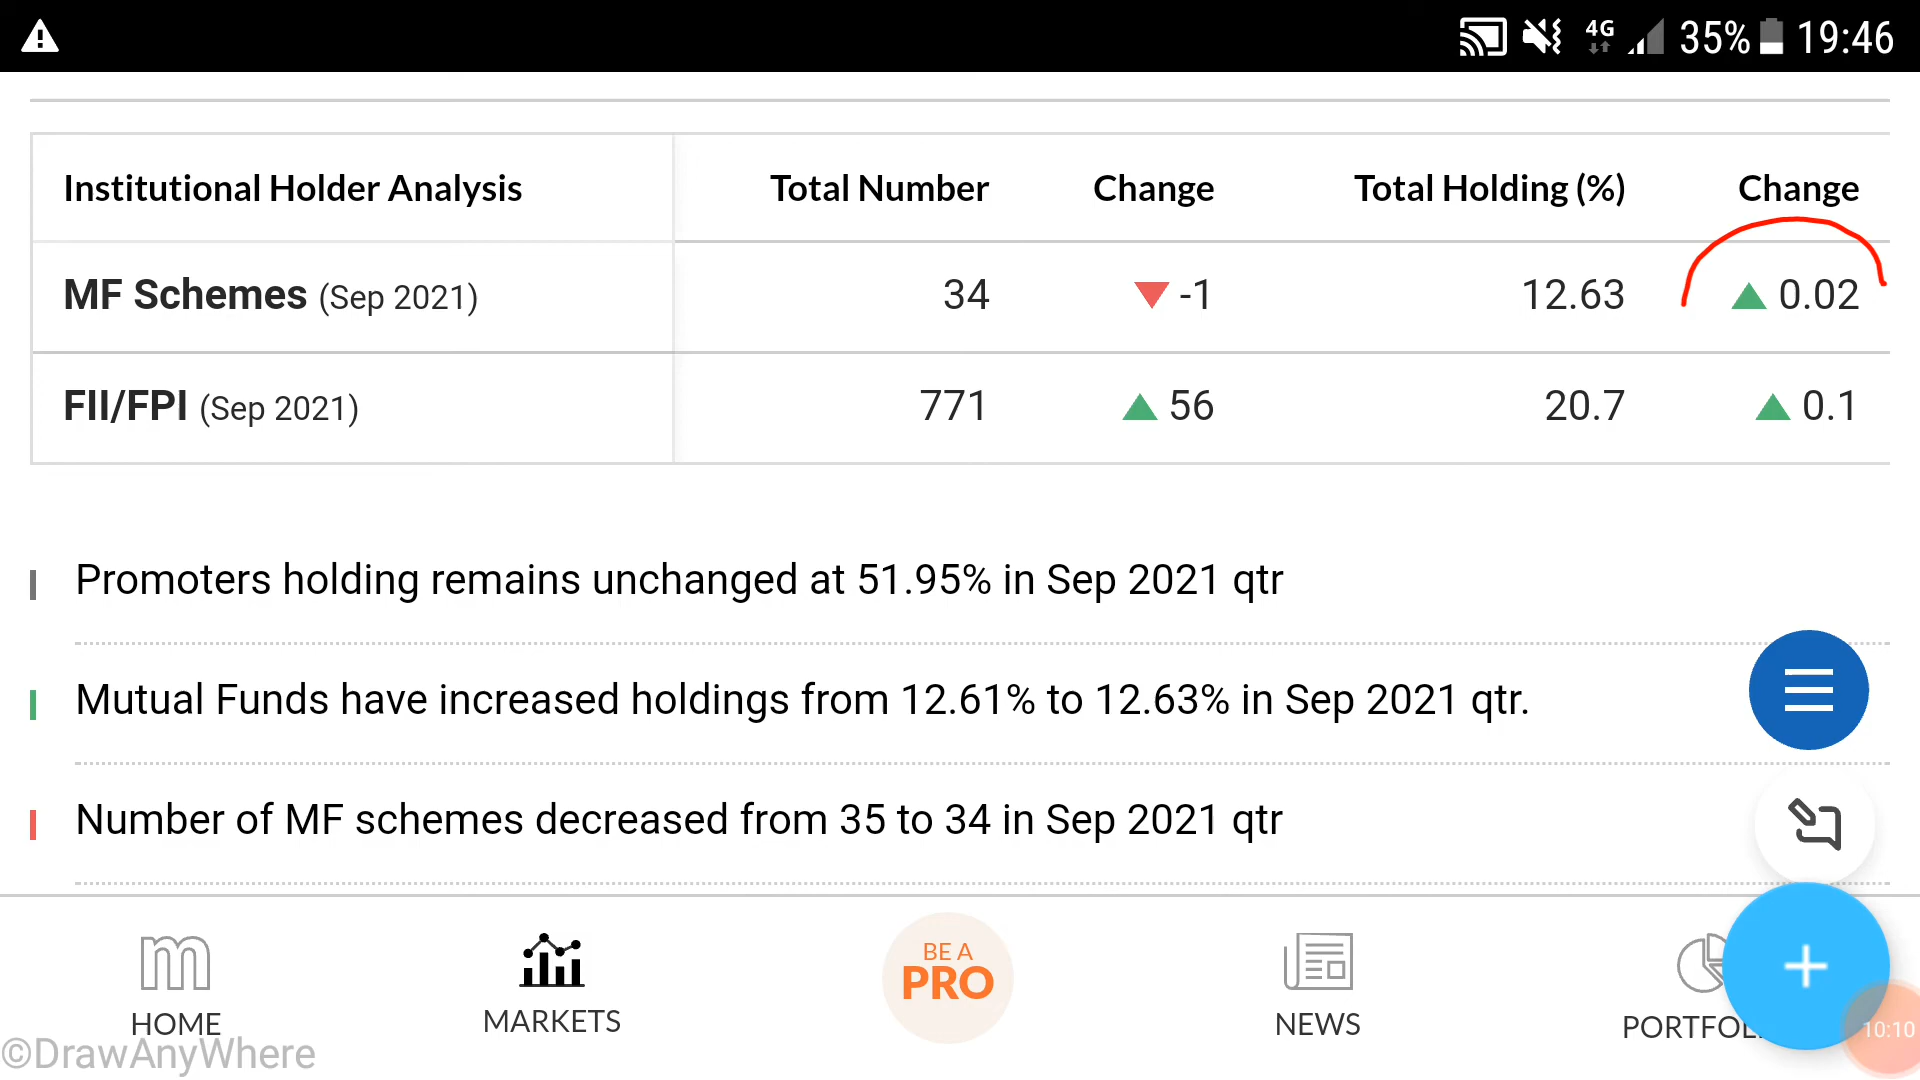 4G 35% 19:46
Institutional Holder Analysis Total Number Change Total Holding (%) Change
MF Schemes (Sep 2021) 34 -1 12.63 0.02
FII/FPI (Sep 2021) 771 56 20.7 0.1
Promoters holding remains unchanged at 51.95% in Sep 2021 qtr
Mutual Funds have increased holdings from 12.61% to 12.63% in Sep 2021 qtr.
Number of MF schemes decreased from 35 to 34 in Sep 2021 qtr
BE A
PRO
HOME MARKETS NEWS PORTFOL
10:10
©DrawAnyWhere